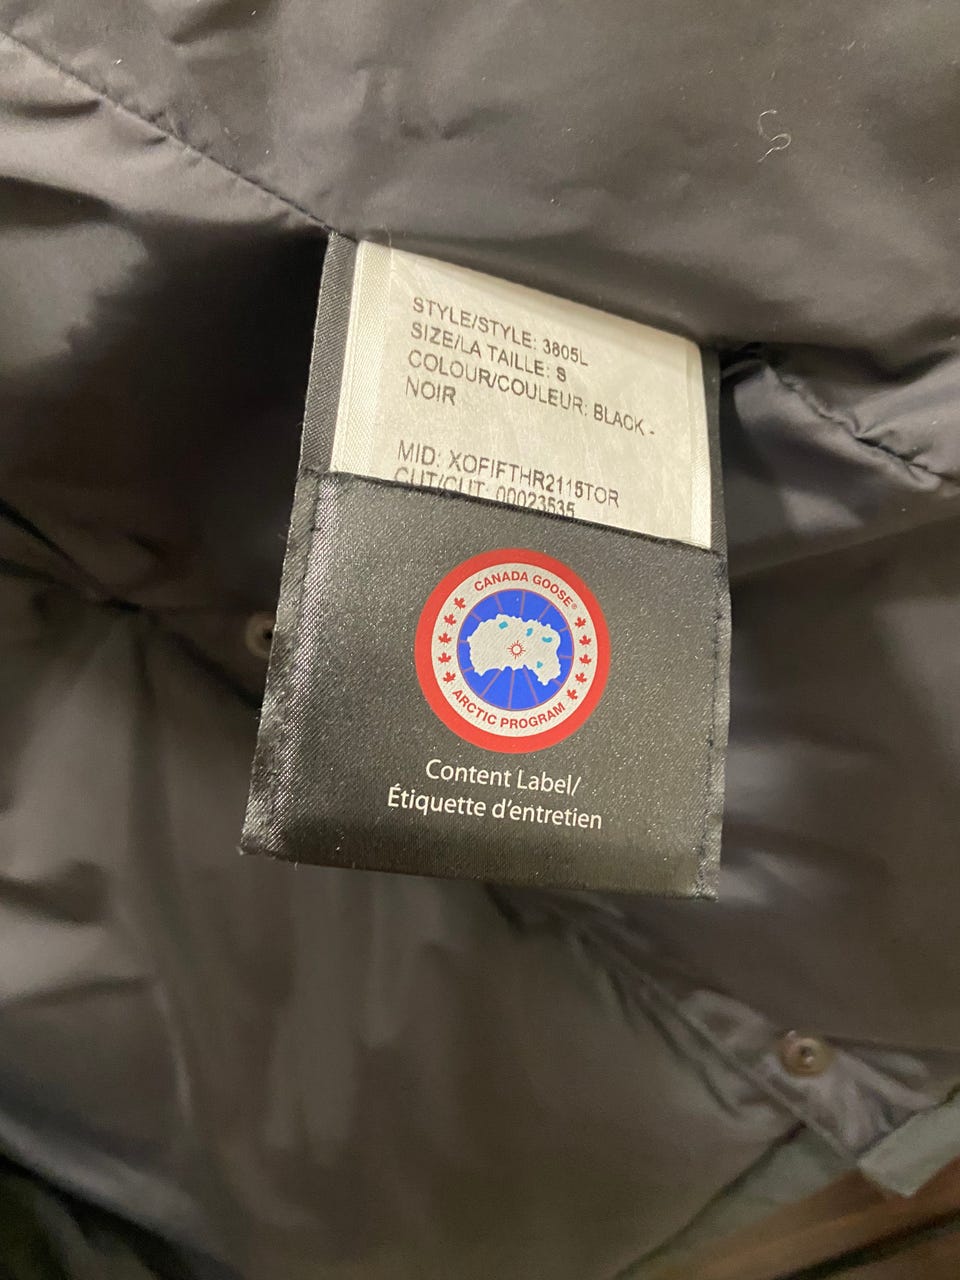 STYLE/STYLE: 3805L
SIZE/LA TAILLE: S
COLOUR/COULEUR: BLACK -
NOIR
MID: XOFIFTHR2115TOR
CUT/CUT: 00023535
CANADA GOOSE®
ARCTIC PROGRAM
Content Label/
Étiquette d'entretien